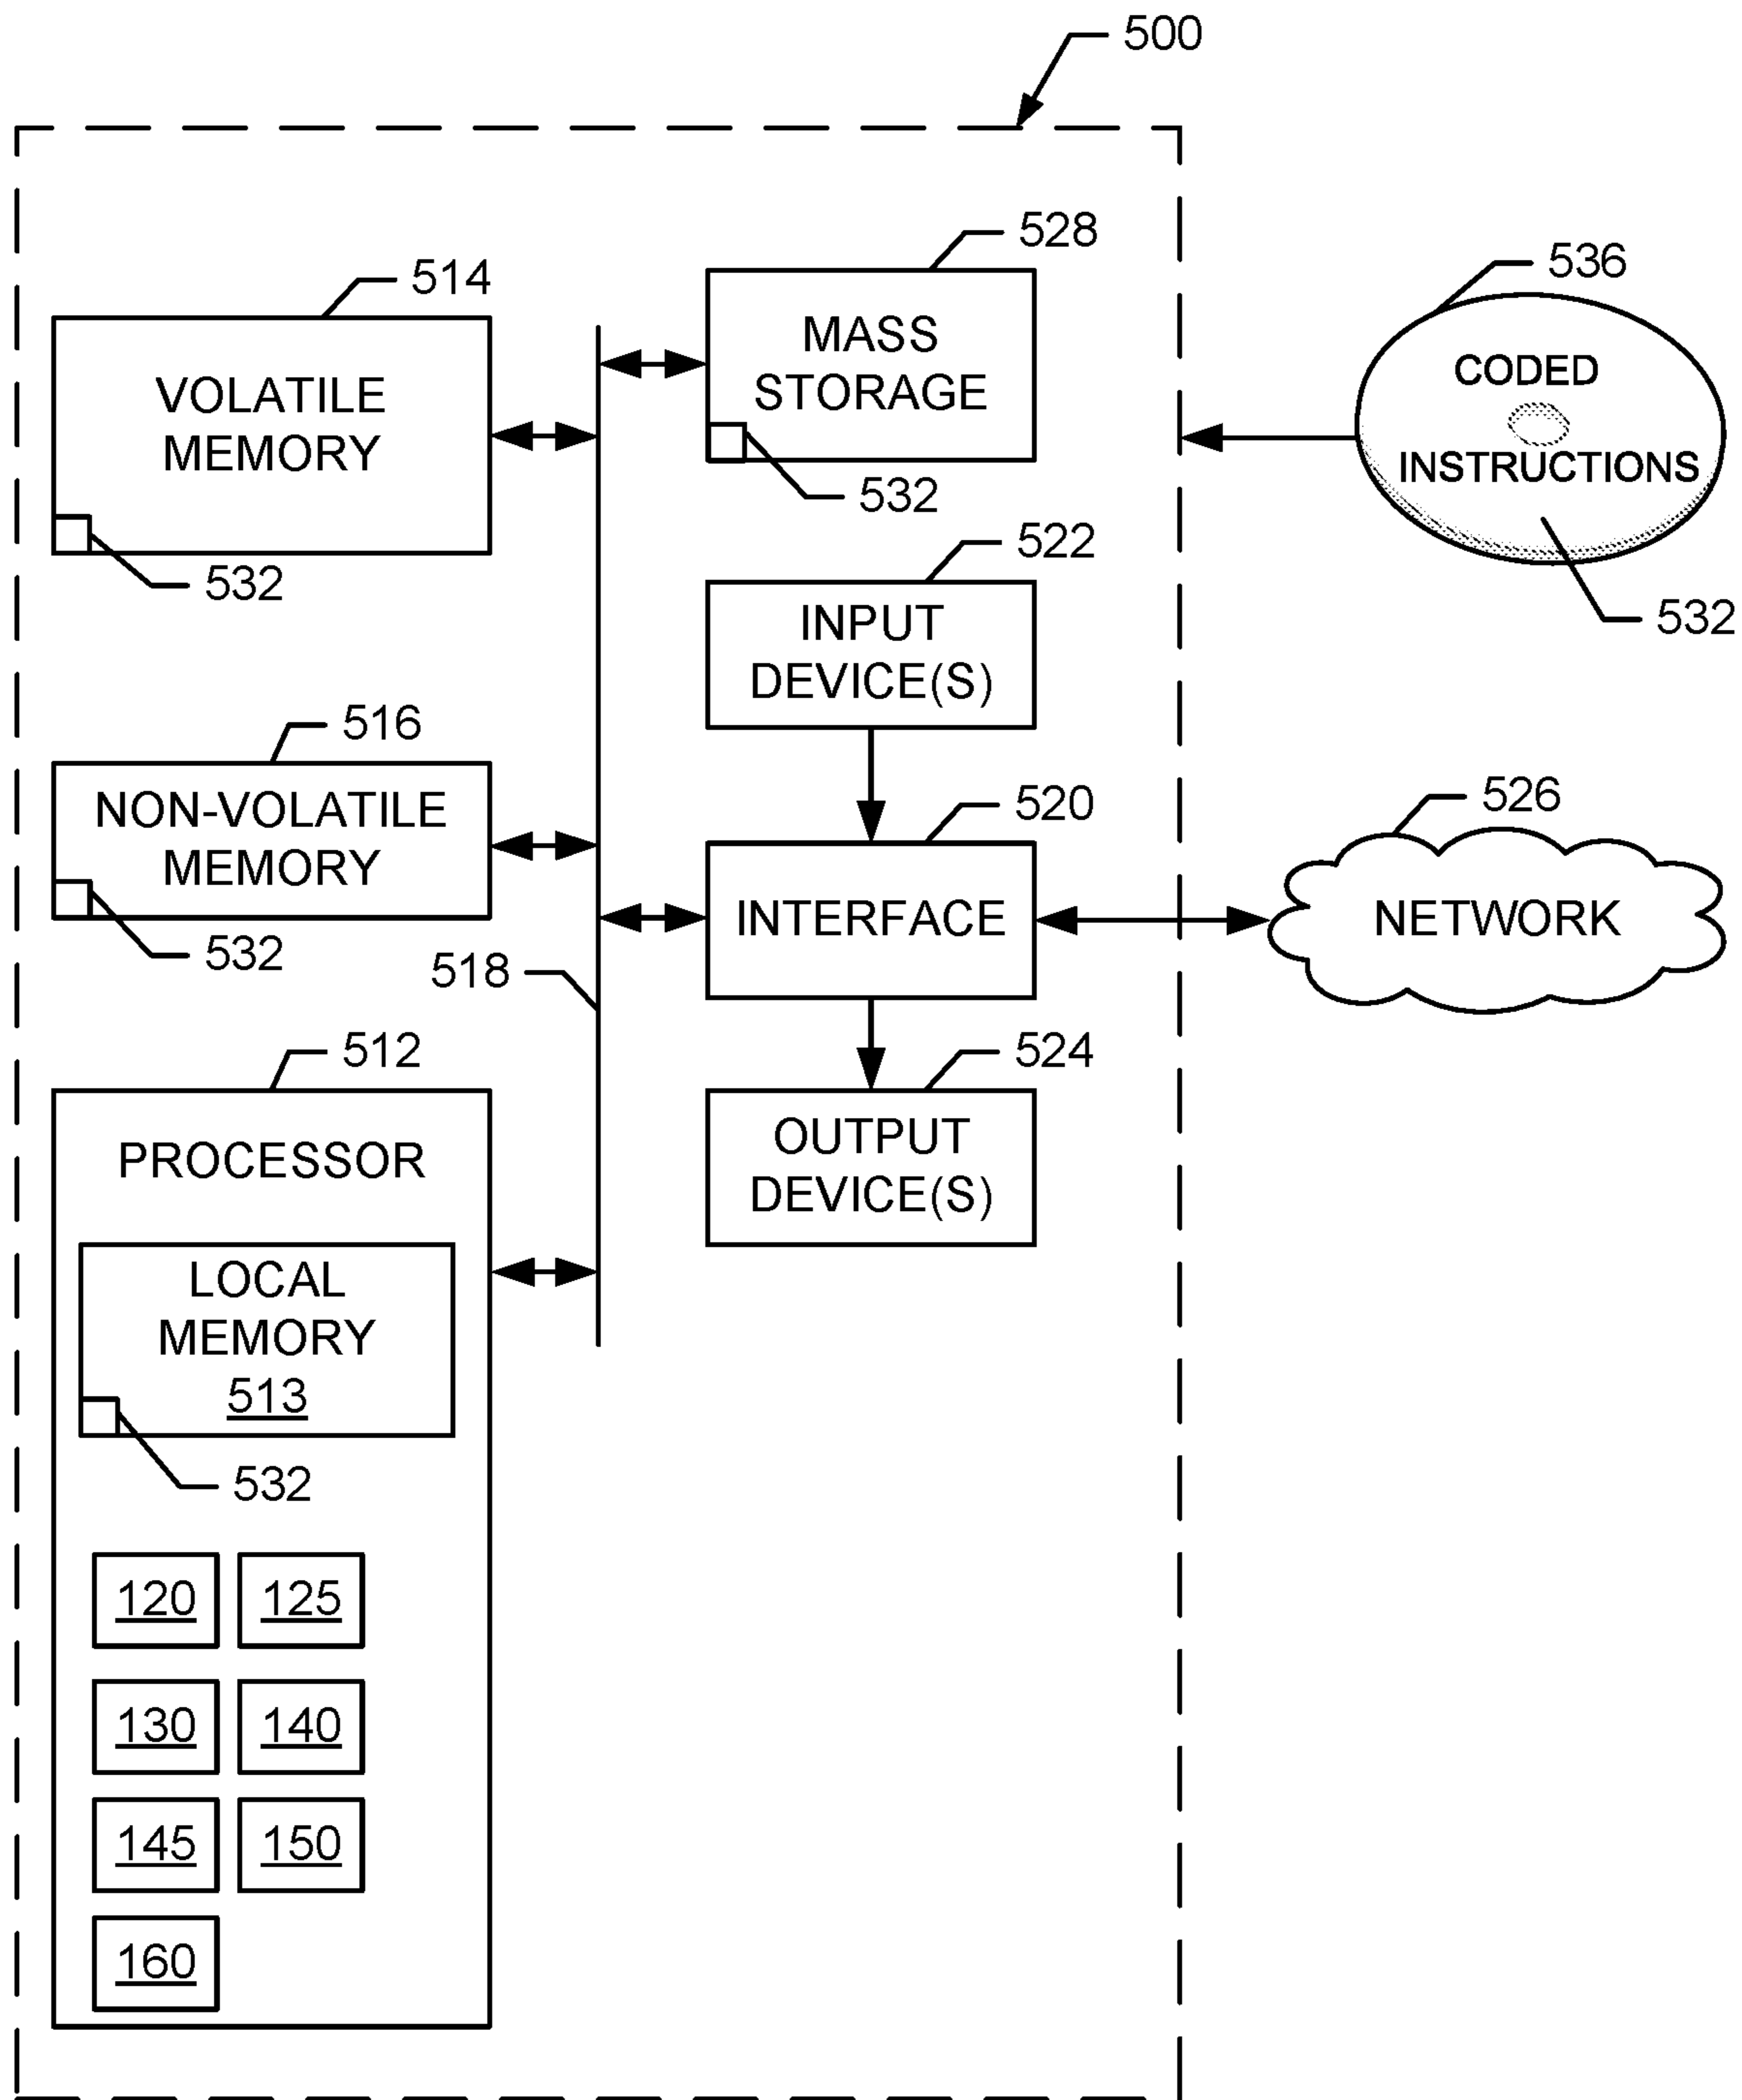 500
528
514
536
MASS
STORAGE
VOLATILE
MEMORY
CODED
INSTRUCTIONS
532
522
532
532
INPUT
DEVICE(S)
516
520
526
NON-VOLATILE
MEMORY
INTERFACE
NETWORK
532
518
512
524
PROCESSOR
OUTPUT
DEVICE(S)
LOCAL
MEMORY
513
532
120 125
130 140
145 150
160